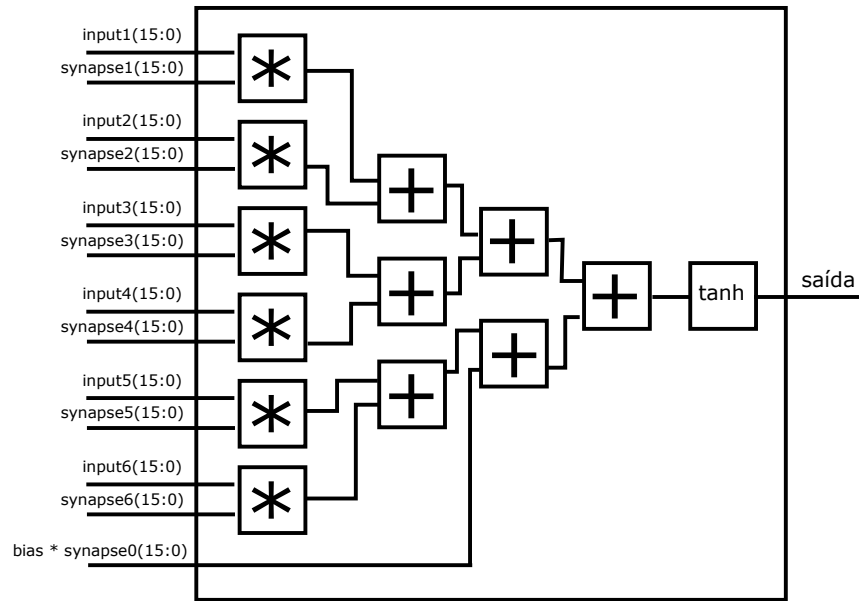 input1(15:0)
synapse1(15:0)
input2(15:0)
synapse2(15:0)
input3(15:0)
synapse3(15:0)
input4(15:0)
synapse4(15:0)
input5(15:0)
synapse5(15:0)
input6(15:0)
synapse6(15:0)
bias * synapse0(15:0)
*
*
*
*
*
*
+
+
+
+
+
+
tanh
saída